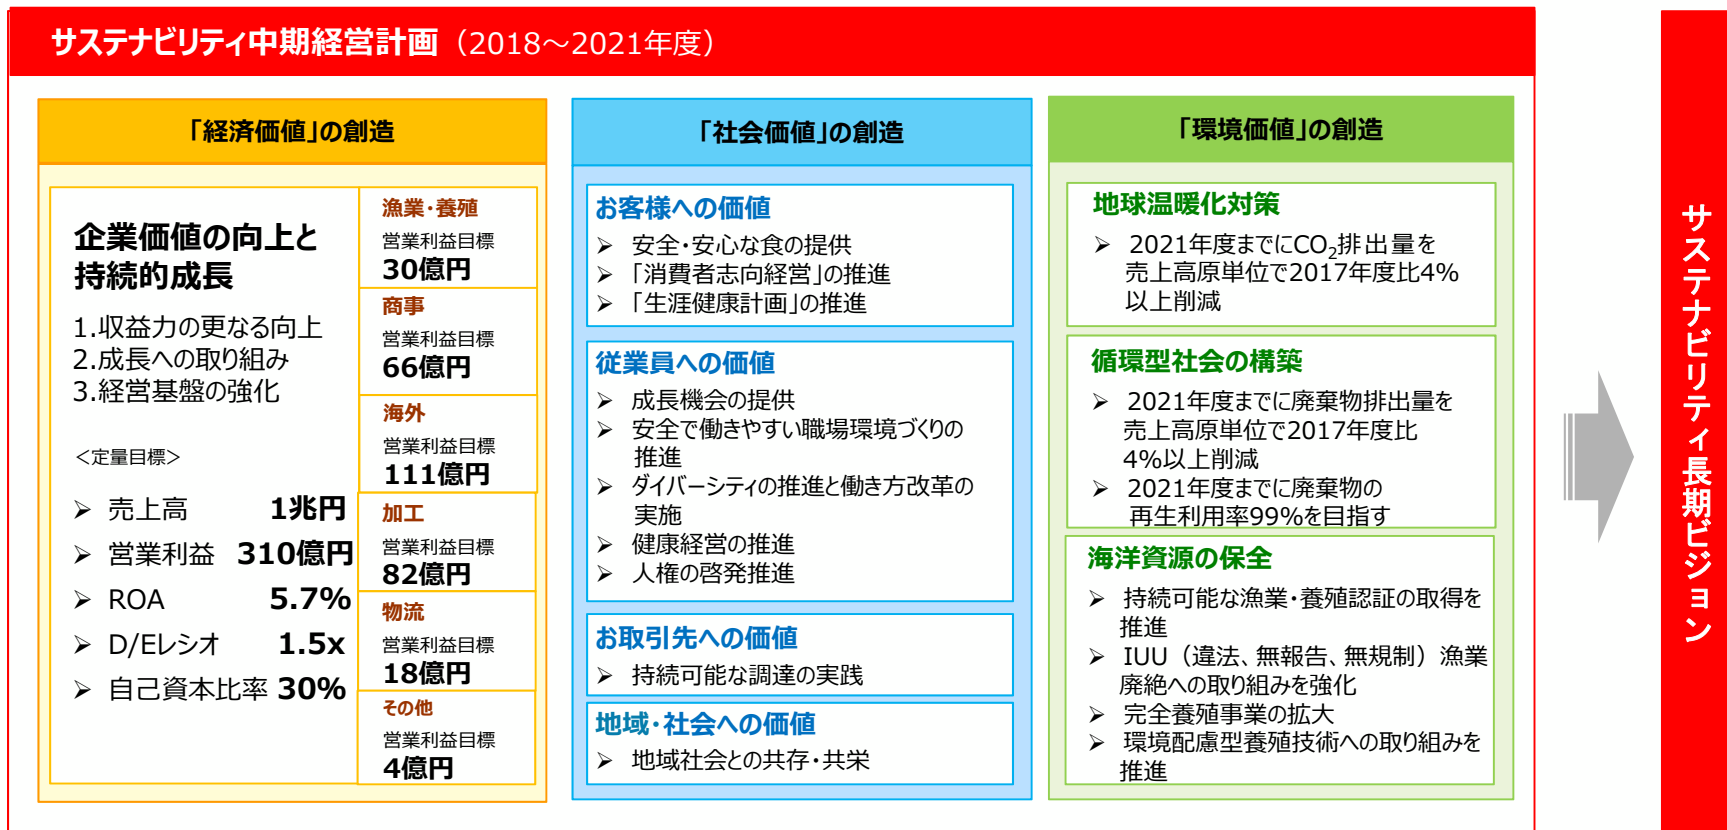 サステナビリティ中期経営計画（2018～2021年度）
「経済価値」の創造
企業価値の向上と
持続的成長
1.収益力の更なる向上
2.成長への取り組み
3.経営基盤の強化
＜定量目標＞
➢ 売上高 1兆円
➢ 営業利益 310億円
➢ ROA 5.7%
➢ D/Eレシオ 1.5x
➢ 自己資本比率 30%
漁業・養殖
営業利益目標
30億円
商事
営業利益目標
66億円
海外
営業利益目標
111億円
加工
営業利益目標
82億円
物流
営業利益目標
18億円
その他
営業利益目標
4億円
「社会価値」の創造
お客様への価値
➢ 安全・安心な食の提供
➢ 「消費者志向経営」の推進
➢ 「生涯健康計画」の推進
従業員への価値
➢ 成長機会の提供
➢ 安全で働きやすい職場環境づくりの
推進
➢ ダイバーシティの推進と働き方改革の
実施
➢ 健康経営の推進
➢ 人権の啓発推進
お取引先への価値
➢ 持続可能な調達の実践
地域・社会への価値
➢ 地域社会との共存・共栄
「環境価値」の創造
地球温暖化対策
➢ 2021年度までにCO₂排出量を
売上高原単位で2017年度比4%
以上削減
循環型社会の構築
➢ 2021年度までに廃棄物排出量を
売上高原単位で2017年度比
4%以上削減
➢ 2021年度までに廃棄物の
再生利用率99%を目指す
海洋資源の保全
➢ 持続可能な漁業・養殖認証の取得を
推進
➢ IUU（違法、無報告、無規制）漁業
廃絶への取り組みを強化
➢ 完全養殖事業の拡大
➢ 環境配慮型養殖技術への取り組みを
推進
サステナビリティ長期ビジョン